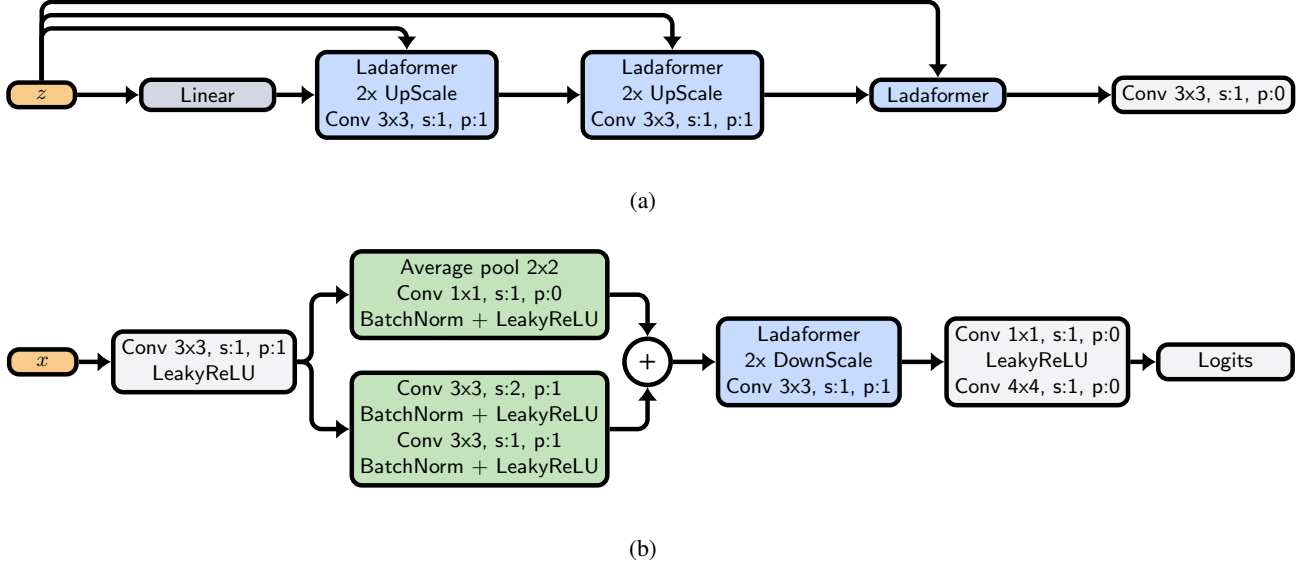 z
Linear
Ladaformer
2x UpScale
Conv 3x3, s:1, p:1
Ladaformer
2x UpScale
Conv 3x3, s:1, p:1
Ladaformer
Conv 3x3, s:1, p:0
(a)
x
Conv 3x3, s:1, p:1
LeakyReLU
Average pool 2x2
Conv 1x1, s:1, p:0
BatchNorm + LeakyReLU
Conv 3x3, s:2, p:1
BatchNorm + LeakyReLU
Conv 3x3, s:1, p:1
BatchNorm + LeakyReLU
+
Ladaformer
2x DownScale
Conv 3x3, s:1, p:1
Conv 1x1, s:1, p:0
LeakyReLU
Conv 4x4, s:1, p:0
Logits
(b)